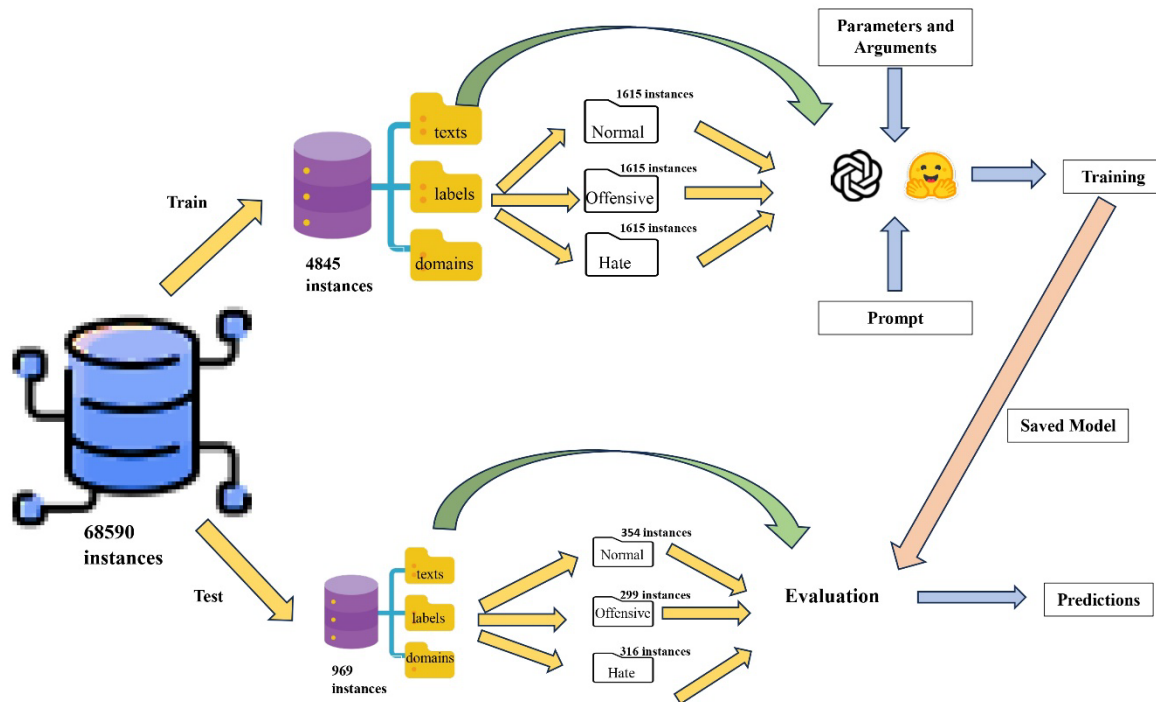 Parameters and
Arguments
1615 instances
Normal
texts
1615 instances
labels
Offensive
Training
Train
1615 instances
Hate
domains
4845
instances
Prompt
Saved Model
68590
instances
354 instances
Normal
texts
Test
299 instances
labels
Offensive
Evaluation
Predictions
domains
316 instances
Hate
969
instances